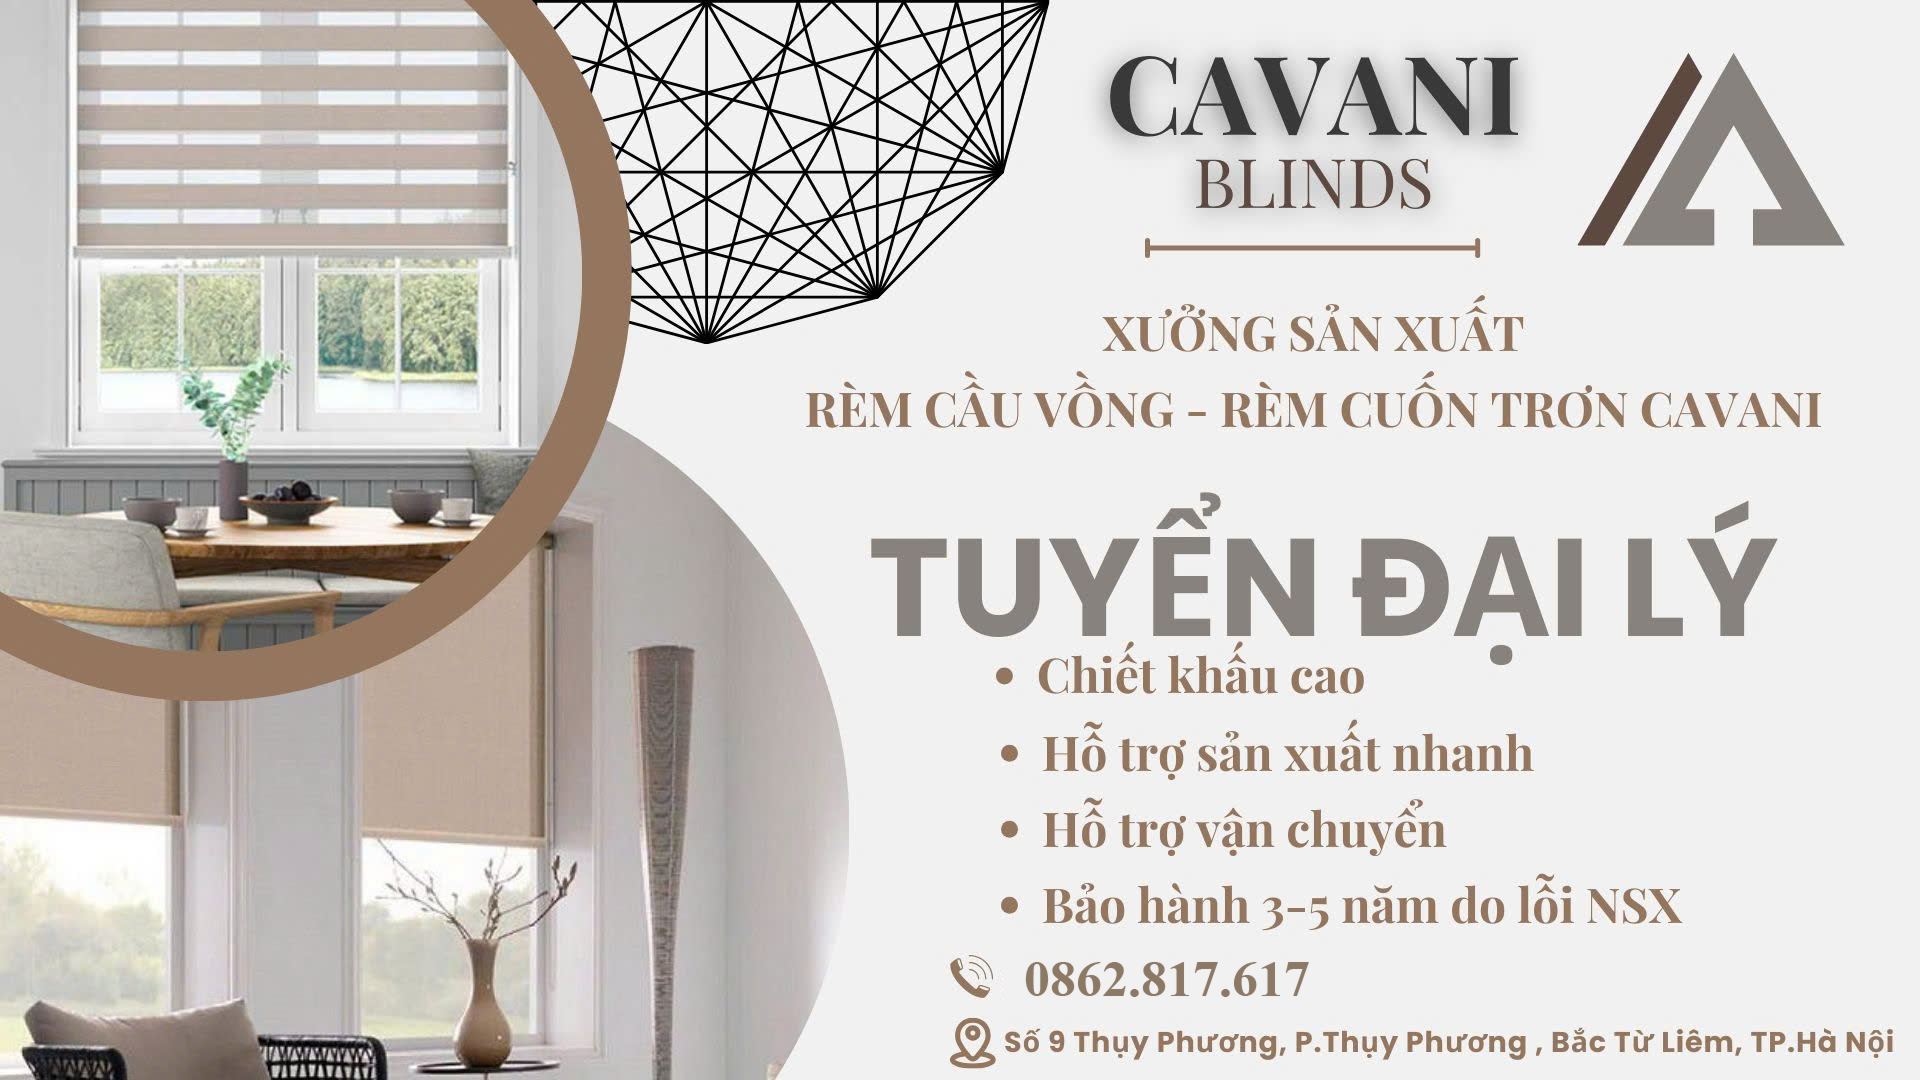 CAVANI
BLINDS
XƯỞNG SẢN XUẤT
RÈM CẦU VỒNG - RÈM CUỐN TRƠN CAVANI
TUYỂN ĐẠI LÝ
• Chiết khấu cao
• Hỗ trợ sản xuất nhanh
• Hỗ trợ vận chuyển
• Bảo hành 3-5 năm do lỗi NSX
0862.817.617
Số 9 Thụy Phương, P.Thụy Phương , Bắc Từ Liêm, TP.Hà Nội